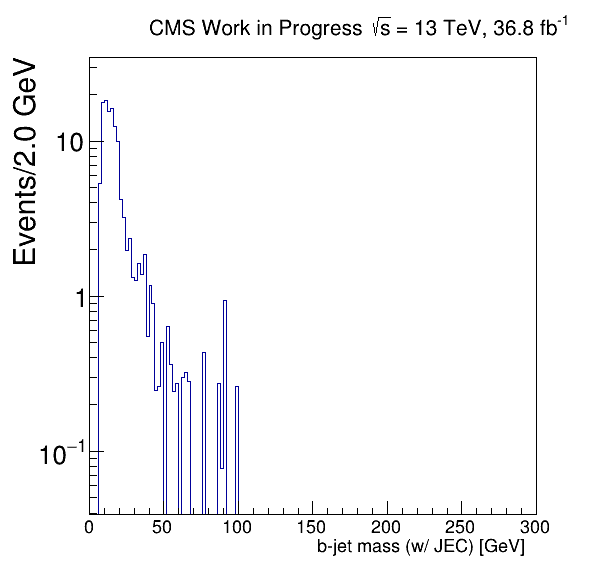 CMS Work in Progress √s = 13 TeV, 36.8 fb⁻¹
Events/2.0 GeV
10
1
10⁻¹
0 50 100 150 200 250 300
b-jet mass (w/ JEC) [GeV]